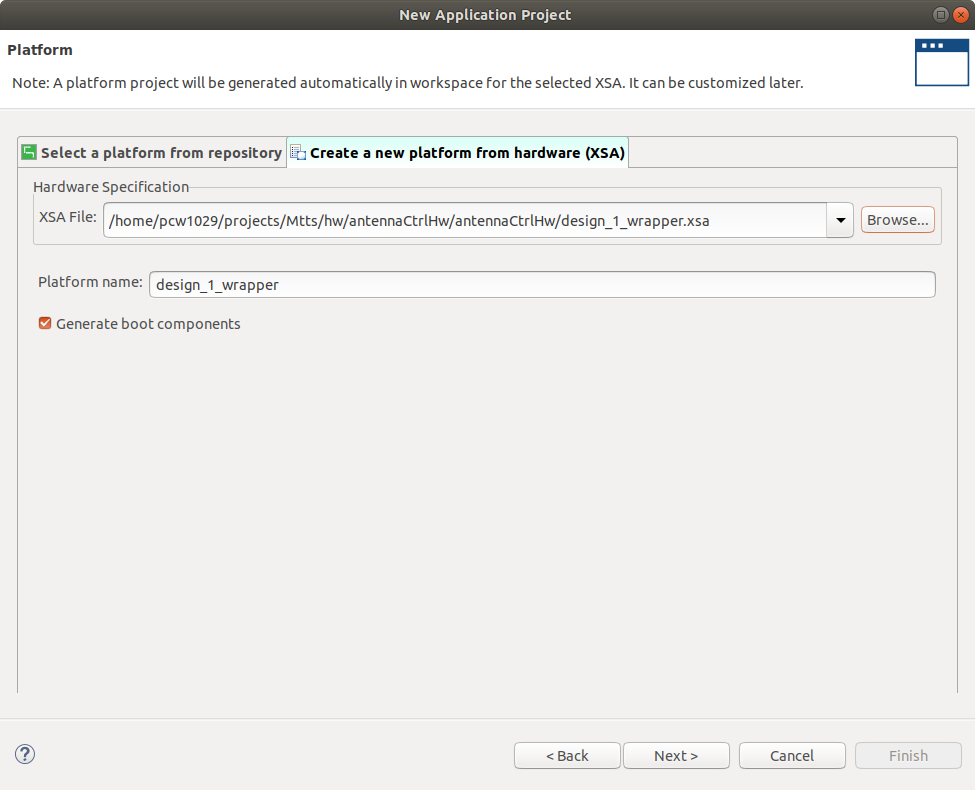 New Application Project
Platform
Note: A platform project will be generated automatically in workspace for the selected XSA. It can be customized later.
Select a platform from repository
Create a new platform from hardware (XSA)
Hardware Specification
XSA File:
/home/pcw1029/projects/Mtts/hw/antennaCtrlHw/antennaCtrlHw/design_1_wrapper.xsa
Browse...
Platform name:
design_1_wrapper
Generate boot components
?
< Back
Next >
Cancel
Finish